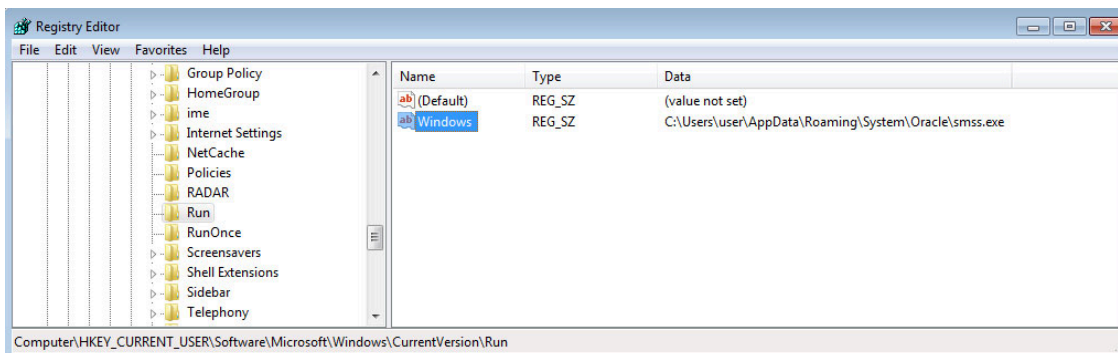 Registry Editor
File Edit View Favorites Help
Group Policy
HomeGroup
ime
Internet Settings
NetCache
Policies
RADAR
Run
RunOnce
Screensavers
Shell Extensions
Sidebar
Telephony
Name Type Data
ab (Default) REG_SZ (value not set)
ab Windows REG_SZ C:\Users\user\AppData\Roaming\System\Oracle\smss.exe
Computer\HKEY_CURRENT_USER\Software\Microsoft\Windows\CurrentVersion\Run